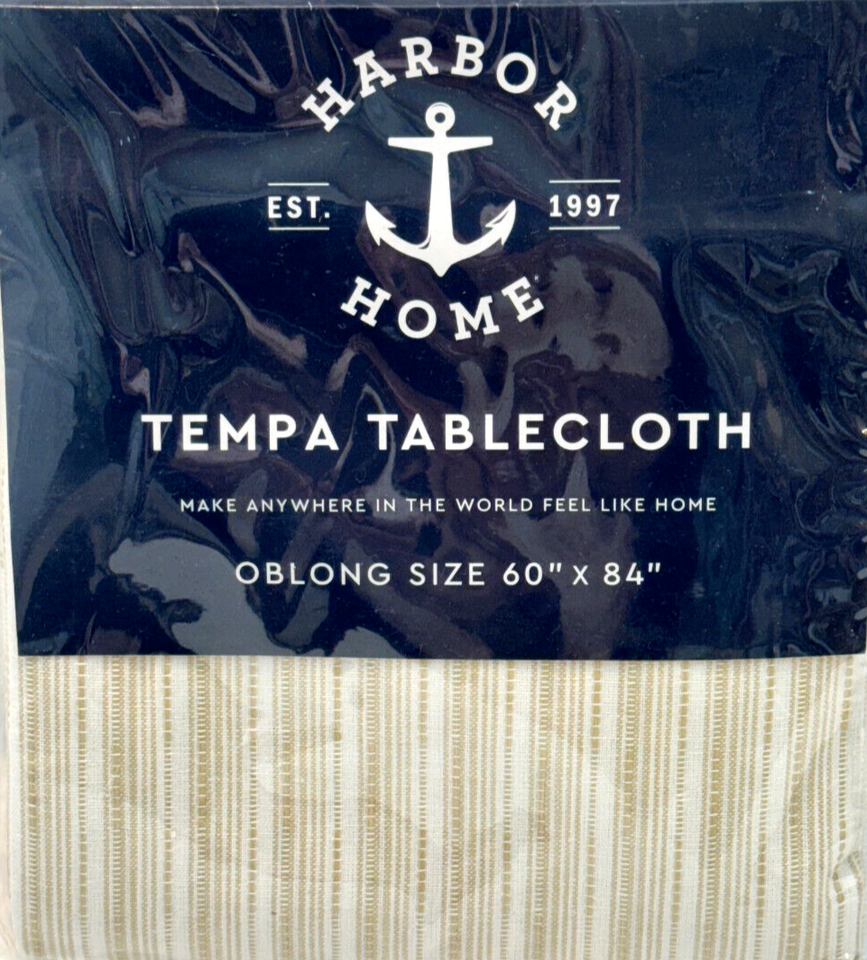 HARBOR
EST. 1997
HOME
TEMPA TABLECLOTH
MAKE ANYWHERE IN THE WORLD FEEL LIKE HOME
OBLONG SIZE 60" X 84"